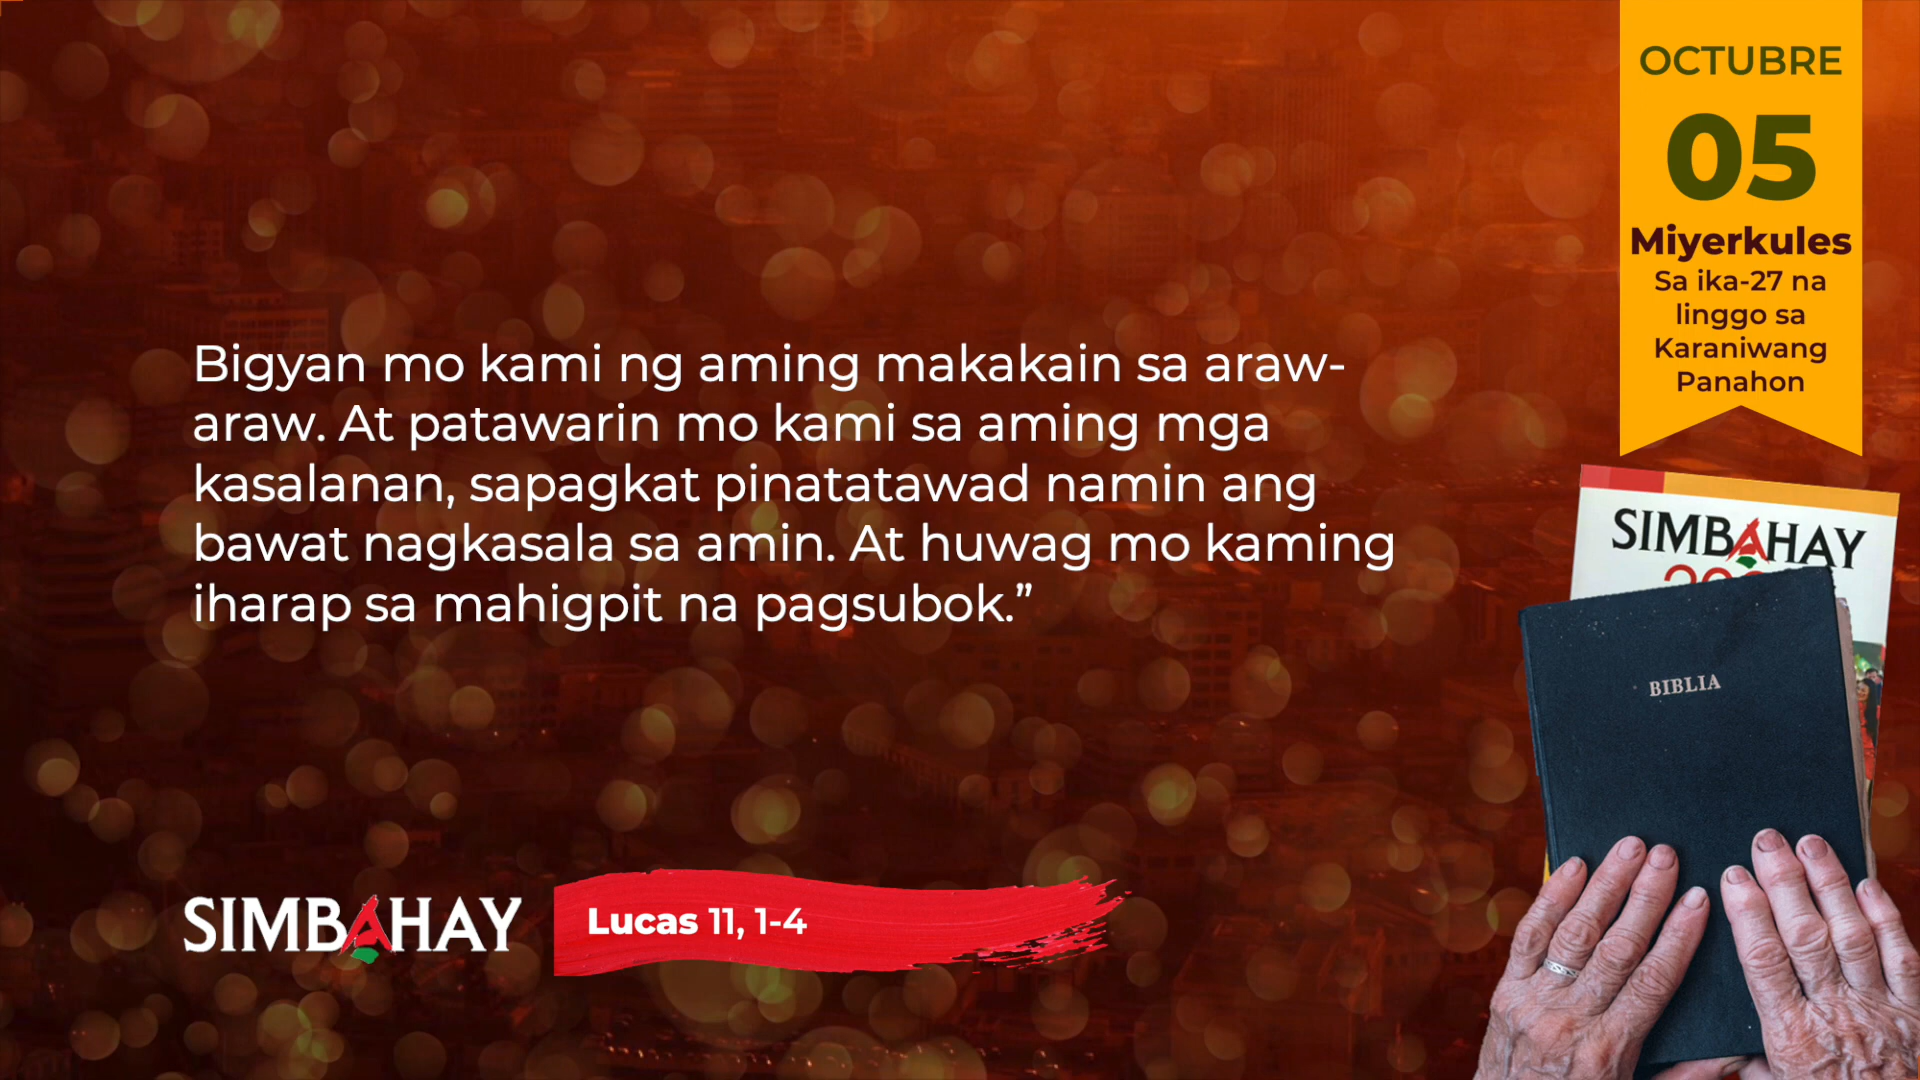 OCTUBRE
05
Miyerkules
Sa ika-27 na
linggo sa
Karaniwang
Panahon
Bigyan mo kami ng aming makakain sa araw-
araw. At patawarin mo kami sa aming mga
kasalanan, sapagkat pinatatawad namin ang
bawat nagkasala sa amin. At huwag mo kaming
iharap sa mahigpit na pagsubok.”
SIMBAHAY
BIBLIA
SIMBAHAY
Lucas 11, 1-4